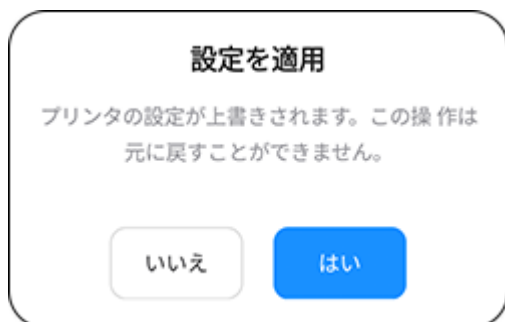 設定を適用
プリンタの設定が上書きされます。この操 作は
元に戻すことができません。
いいえ
はい